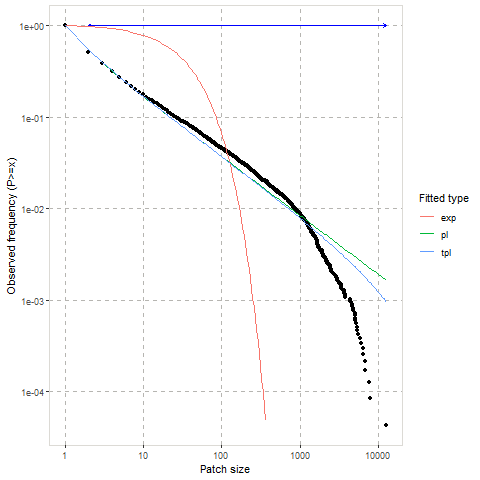 1e+00
1e-01
1e-02
1e-03
1e-04
Observed frequency (P>=x)
1
10
100
1000
10000
Patch size
Fitted type
exp
pl
tpl